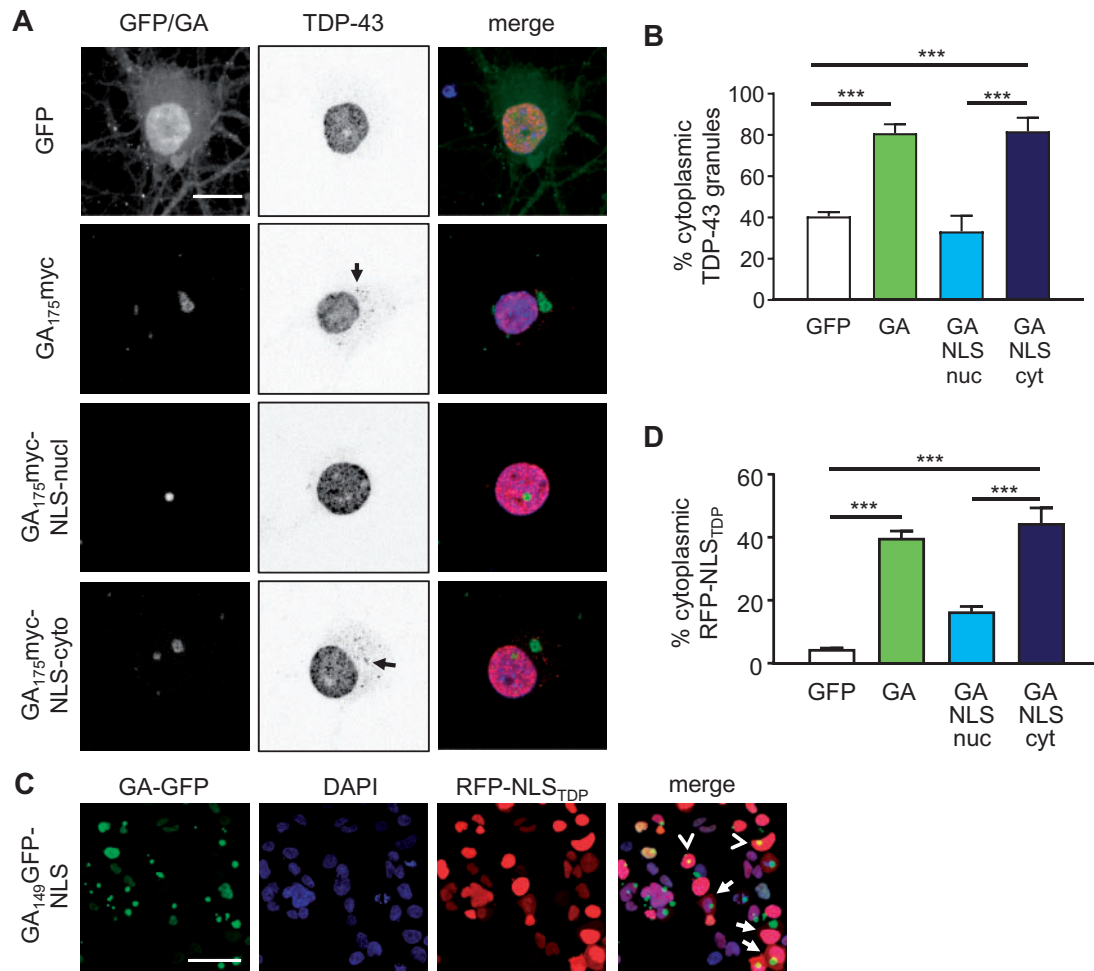 A
GFP/GA
TDP-43
merge
GFP
GA175myc
GA175myc-
NLS-nucl
GA175myc-
NLS-cyto
B
% cytoplasmic
TDP-43 granules
100
80
60
40
20
0
***
***
***
GFP
GA
GA
NLS
nuc
GA
NLS
cyt
D
% cytoplasmic
RFP-NLSTDP
60
40
20
0
***
***
***
GFP
GA
GA
NLS
nuc
GA
NLS
cyt
C
GA-GFP
DAPI
RFP-NLSTDP
merge
GA149GFP-
NLS